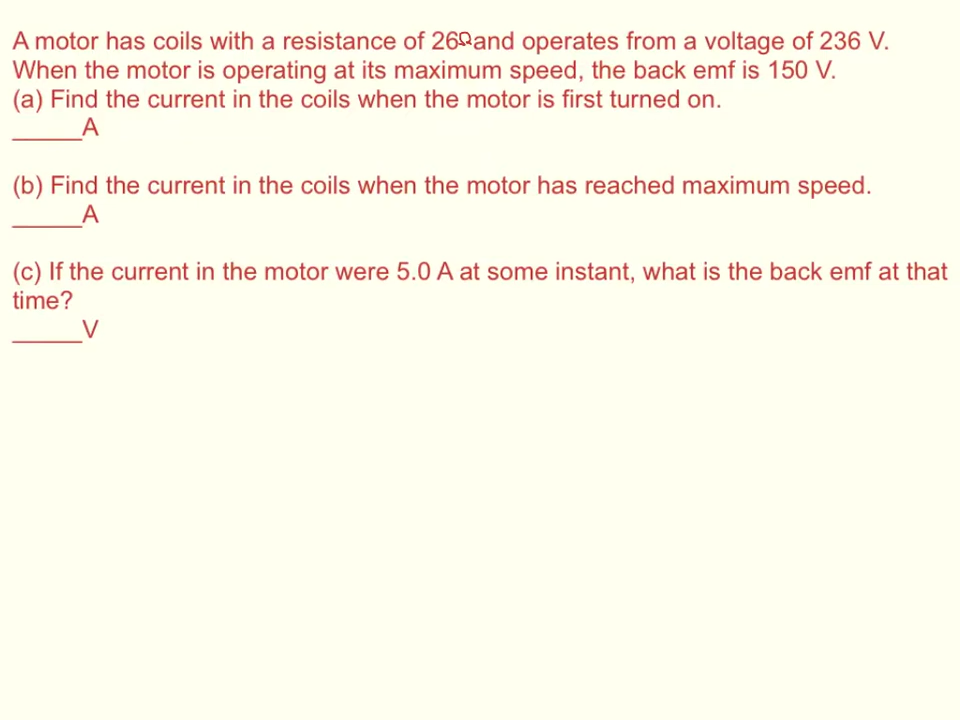 A motor has coils with a resistance of 26Ω and operates from a voltage of 236 V.
When the motor is operating at its maximum speed, the back emf is 150 V.
(a) Find the current in the coils when the motor is first turned on.
_____A
(b) Find the current in the coils when the motor has reached maximum speed.
_____A
(c) If the current in the motor were 5.0 A at some instant, what is the back emf at that
time?
_____V